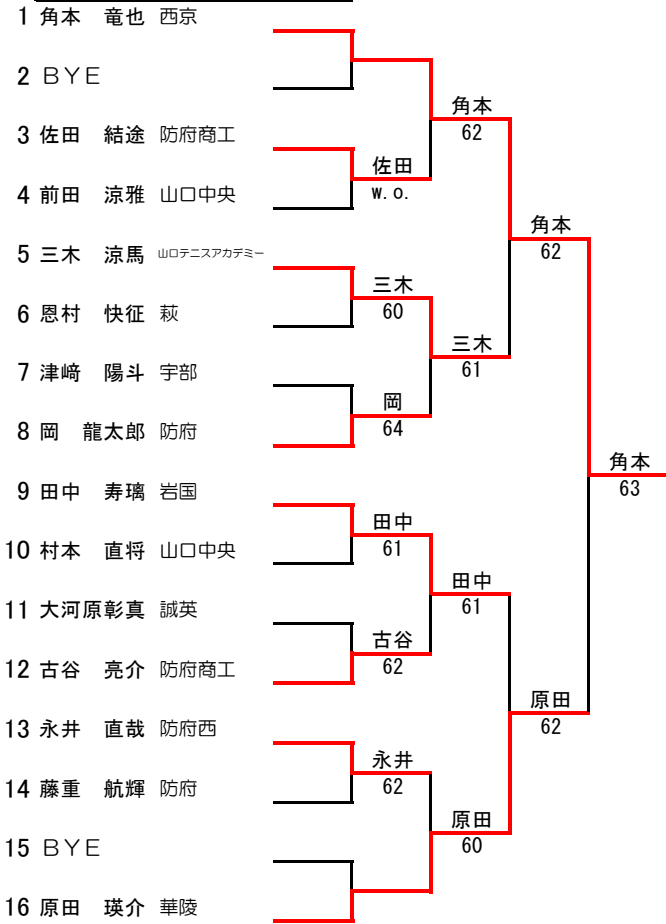 1 角本 竜也 西京
2 ＢＹＥ
3 佐田 結途 防府商工
4 前田 涼雅 山口中央
5 三木 涼馬 山口テニスアカデミー
6 恩村 快征 萩
7 津﨑 陽斗 宇部
8 岡 龍太郎 防府
9 田中 寿璃 岩国
10 村本 直将 山口中央
11 大河原彰真 誠英
12 古谷 亮介 防府商工
13 永井 直哉 防府西
14 藤重 航輝 防府
15 ＢＹＥ
16 原田 瑛介 華陵
佐田
w.o.
三木
60
岡
64
田中
61
古谷
62
永井
62
角本
62
三木
61
田中
61
原田
60
角本
62
原田
62
角本
63